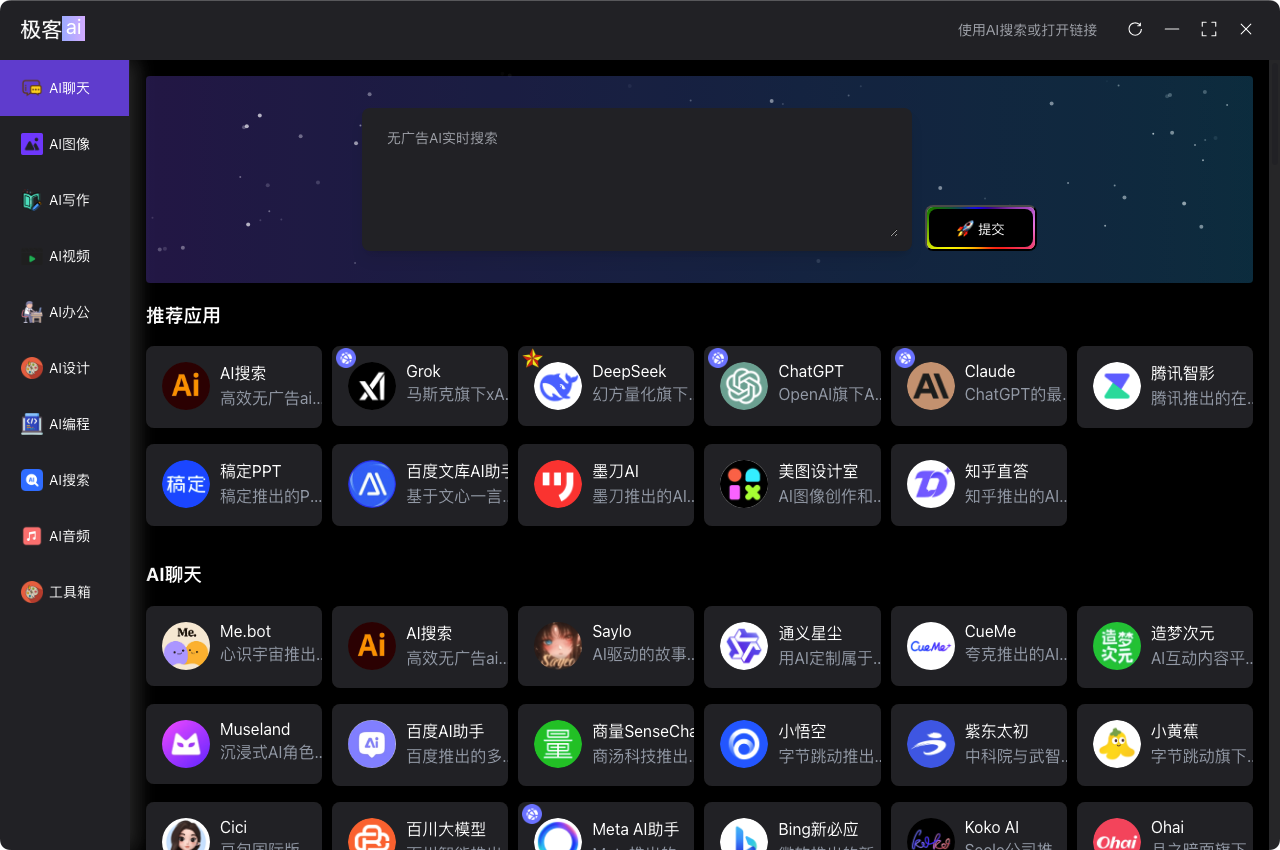 极客ai
使用AI搜索或打开链接
AI聊天
AI图像
AI写作
AI视频
AI办公
AI设计
AI编程
AI搜索
AI音频
工具箱
无广告AI实时搜索
🚀 提交
推荐应用
AI搜索
高效无广告ai...
Grok
马斯克旗下xA...
DeepSeek
幻方量化旗下...
ChatGPT
OpenAI旗下A...
Claude
ChatGPT的最...
腾讯智影
腾讯推出的在...
稿定
稿定PPT
稿定推出的P...
百度文库AI助手
基于文心一言...
墨刀AI
墨刀推出的AI...
美图设计室
AI图像创作和...
知乎直答
知乎推出的AI...
AI聊天
Me.
Me.bot
心识宇宙推出...
Ai
AI搜索
高效无广告ai...
Saylo
Saylo
AI驱动的故事...
通义星尘
用AI定制属于...
CueMe
CueMe
夸克推出的AI...
造梦次元
造梦次元
AI互动内容平...
Museland
沉浸式AI角色...
Ai
百度AI助手
百度推出的多...
量
商量SenseCha
商汤科技推出...
小悟空
字节跳动推出...
紫东太初
中科院与武智...
小黄蕉
字节跳动旗下...
Cici
豆包国际版
百川大模型
Meta AI助手
Bing新必应
koko
Koko AI
Ohai
Ohai